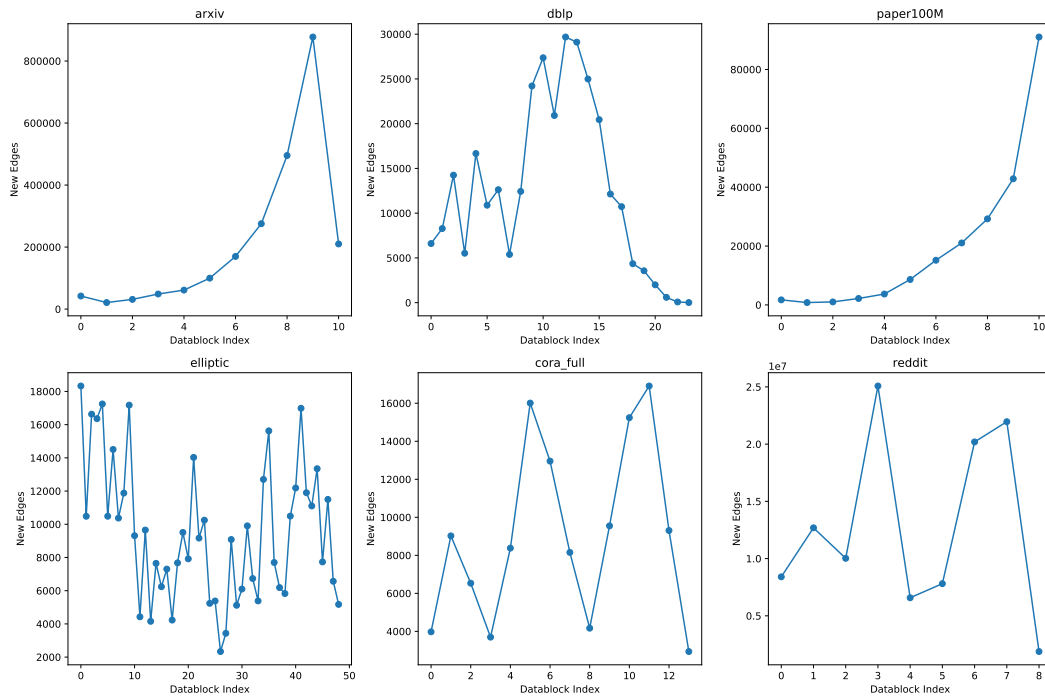 arxiv
800000
600000
400000
200000
0
New Edges
0 2 4 6 8 10
Datablock Index
dblp
30000
25000
20000
15000
10000
5000
0
New Edges
0 5 10 15 20
Datablock Index
paper100M
80000
60000
40000
20000
0
New Edges
0 2 4 6 8 10
Datablock Index
elliptic
18000
16000
14000
12000
10000
8000
6000
4000
2000
New Edges
0 10 20 30 40 50
Datablock Index
cora_full
16000
14000
12000
10000
8000
6000
4000
New Edges
0 2 4 6 8 10 12
Datablock Index
reddit
1e7
2.5
2.0
1.5
1.0
0.5
New Edges
0 1 2 3 4 5 6 7 8
Datablock Index